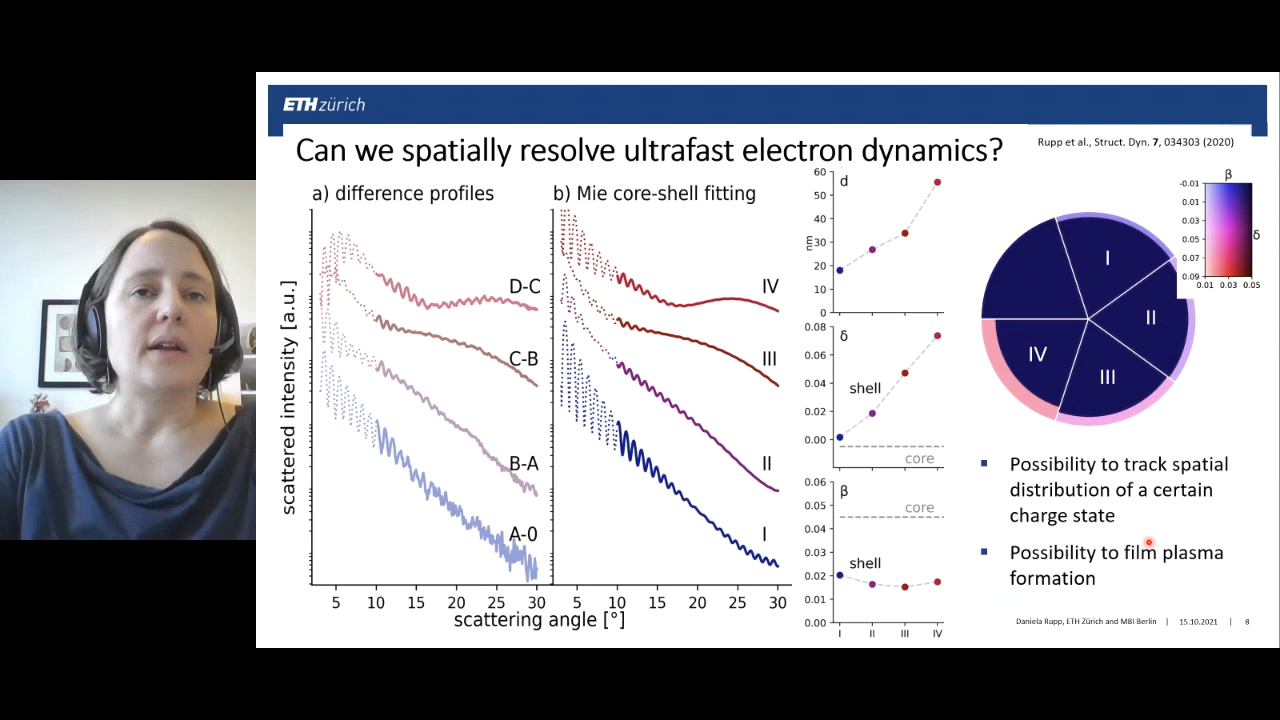 ETH zürich
Can we spatially resolve ultrafast electron dynamics?
Rupp et al., Struct. Dyn. 7, 034303 (2020)
a) difference profiles
b) Mie core-shell fitting
scattered intensity [a.u.]
D-C
C-B
B-A
A-0
IV
III
II
I
5 10 15 20 25 30
5 10 15 20 25 30
scattering angle [°]
d
nm
60
50
40
30
20
10
0
δ
0.08
0.06
0.04
0.02
0.00
shell
core
β
0.06
0.05
0.04
0.03
0.02
0.01
0.00
core
shell
I II III IV
β
-0.01
0.01
0.03
0.05
0.07
0.09
δ
0.01 0.03 0.05
I
II
III
IV
Possibility to track spatial
distribution of a certain
charge state
Possibility to film plasma
formation
Daniela Rupp, ETH Zürich and MBI Berlin | 15.10.2021 | 8